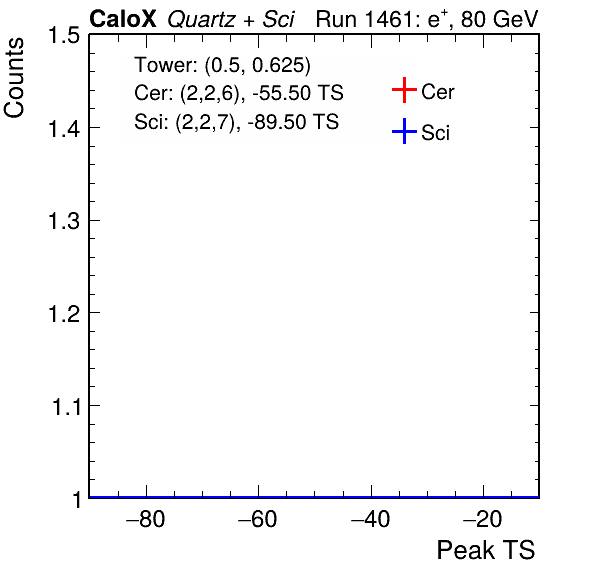 CaloX Quartz + Sci Run 1461: e+, 80 GeV
Counts
1.5
1.4
1.3
1.2
1.1
1
Tower: (0.5, 0.625)
Cer: (2,2,6), -55.50 TS
Sci: (2,2,7), -89.50 TS
Cer
Sci
−80 −60 −40 −20
Peak TS